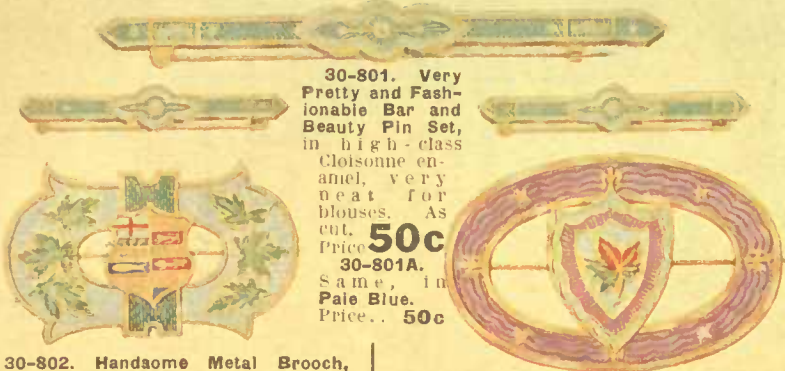 30-801. Very
Pretty and Fash-
ionable Bar and
Beauty Pin Set,
in high-class
Cloisonne en-
amel, very
neat for
blouses. As
cut.
Price 50c
30-801A.
Same, in
Pale Blue.
Price.. 50c
30-802. Handsome Metal Brooch,